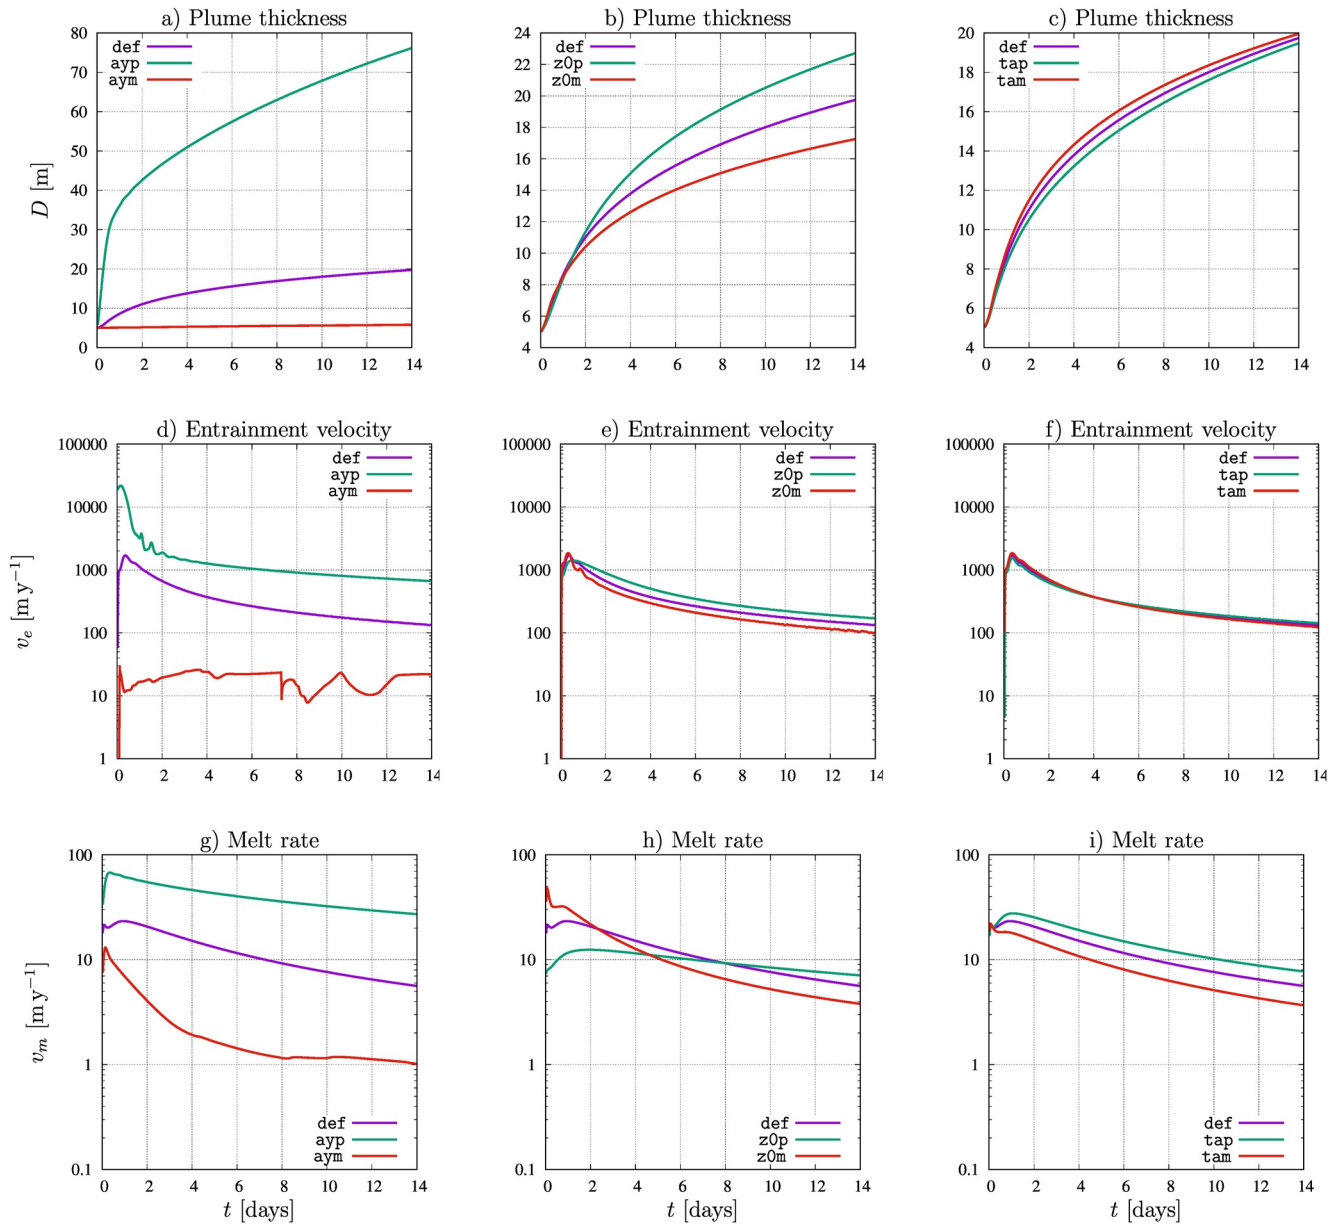 a) Plume thickness
b) Plume thickness
c) Plume thickness
80
70
60
50
40
30
20
10
0
D [m]
def
ayp
aym
0 2 4 6 8 10 12 14
24
22
20
18
16
14
12
10
8
6
4
def
z0p
z0m
0 2 4 6 8 10 12 14
20
18
16
14
12
10
8
6
4
def
tap
tam
0 2 4 6 8 10 12 14
d) Entrainment velocity
e) Entrainment velocity
f) Entrainment velocity
100000
10000
1000
100
10
1
v_e [m y⁻¹]
def
ayp
aym
0 2 4 6 8 10 12 14
100000
10000
1000
100
10
1
def
z0p
z0m
0 2 4 6 8 10 12 14
100000
10000
1000
100
10
1
def
tap
tam
0 2 4 6 8 10 12 14
g) Melt rate
h) Melt rate
i) Melt rate
100
10
1
0.1
v_m [m y⁻¹]
def
ayp
aym
0 2 4 6 8 10 12 14
t [days]
100
10
1
0.1
def
z0p
z0m
0 2 4 6 8 10 12 14
t [days]
100
10
1
0.1
def
tap
tam
0 2 4 6 8 10 12 14
t [days]